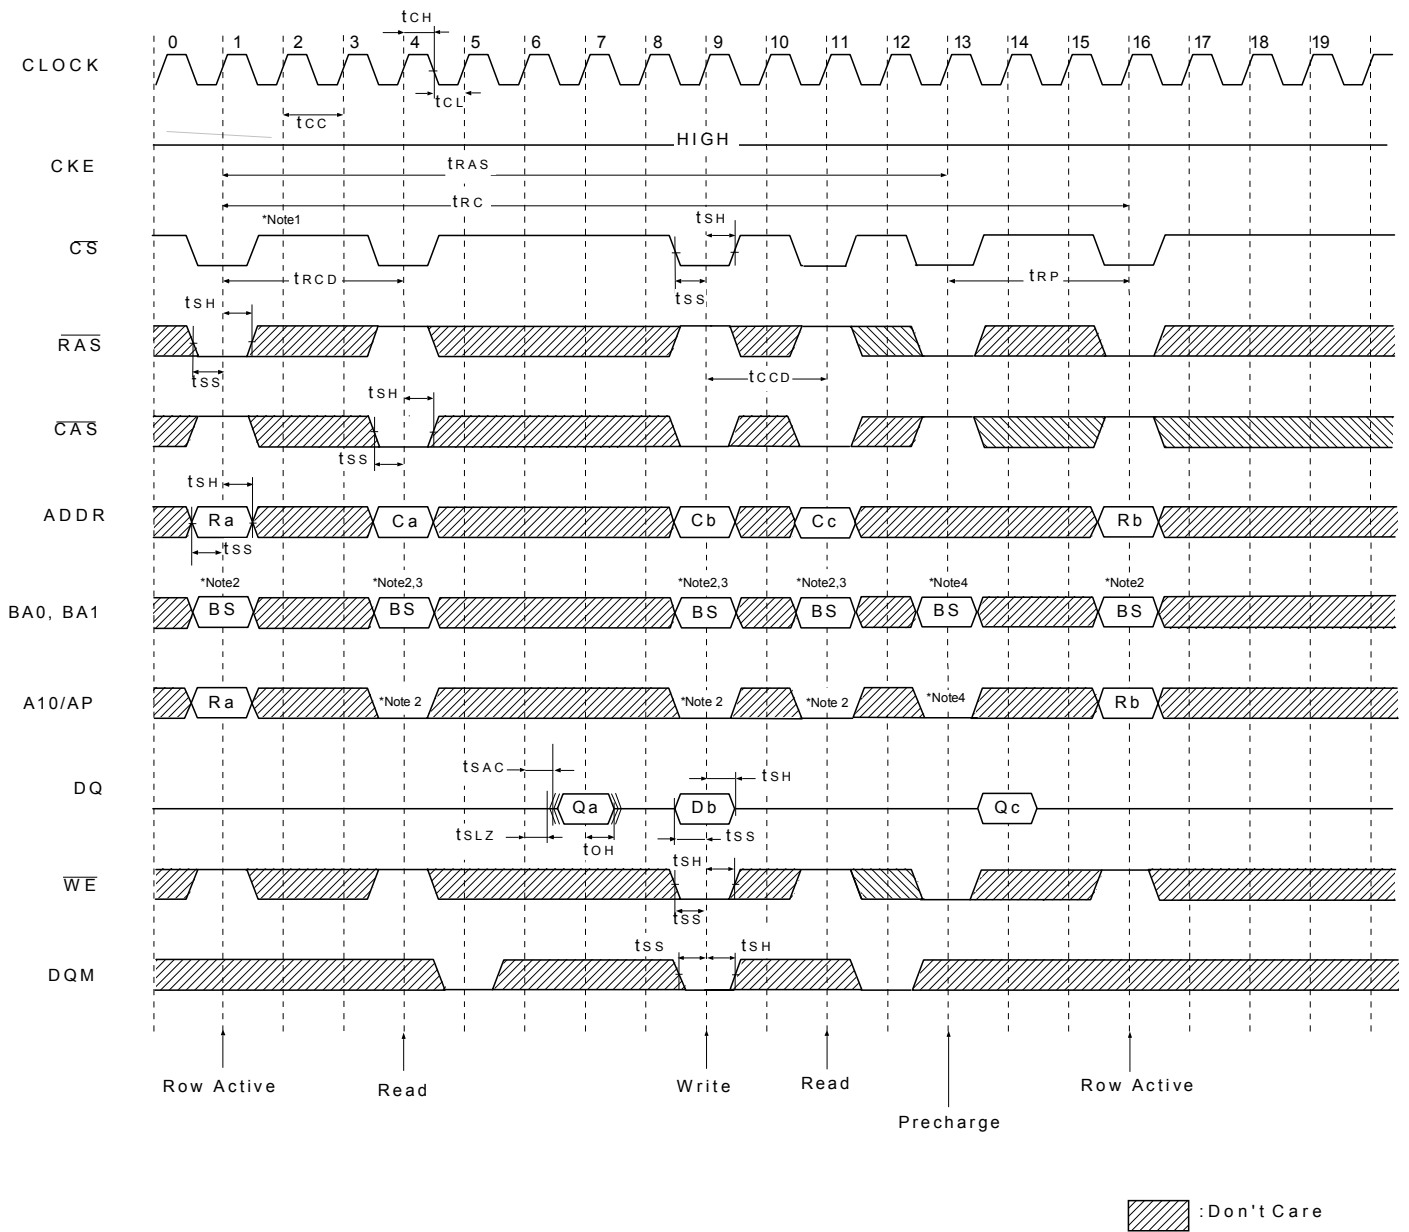 tCH
0 1 2 3 4 5 6 7 8 9 10 11 12 13 14 15 16 17 18 19
CLOCK
tCL
tCC
HIGH
CKE
tRAS
tRC
*Note1
tSH
CS
tRCD
tRP
tSS
tSH
RAS
tSS
tCCD
tSH
CAS
tSS
tSH
ADDR
Ra Ca Cb Cc Rb
tSS
*Note2 *Note2,3 *Note2,3 *Note2,3 *Note4 *Note2
BA0, BA1
BS BS BS BS BS BS
A10/AP
Ra *Note 2 *Note 2 *Note 2 *Note4 Rb
tSAC
tSH
DQ
Qa Db Qc
tSLZ
tOH
tSS
tSH
WE
tSS
tSS
tSH
DQM
Row Active
Read
Write
Read
Row Active
Precharge
:Don't Care